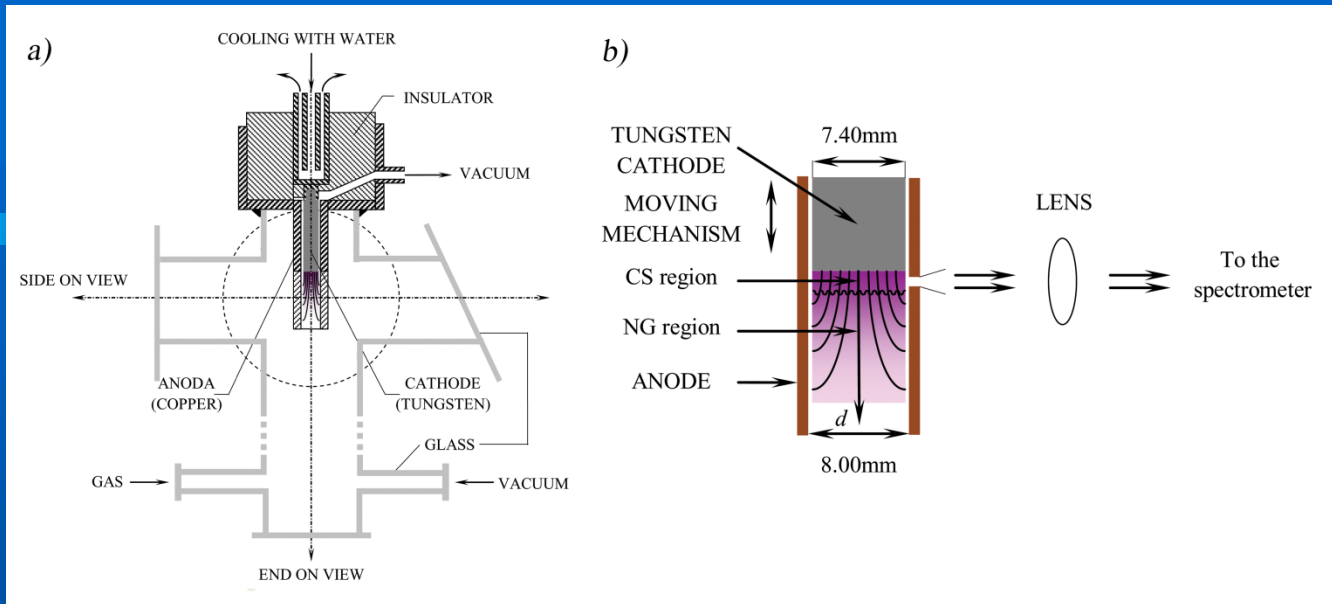 a)
COOLING WITH WATER
INSULATOR
VACUUM
SIDE ON VIEW
ANODA
(COPPER)
CATHODE
(TUNGSTEN)
GLASS
GAS
VACUUM
END ON VIEW
b)
TUNGSTEN
CATHODE
7.40mm
MOVING
MECHANISM
LENS
CS region
To the
spectrometer
NG region
ANODE
d
8.00mm